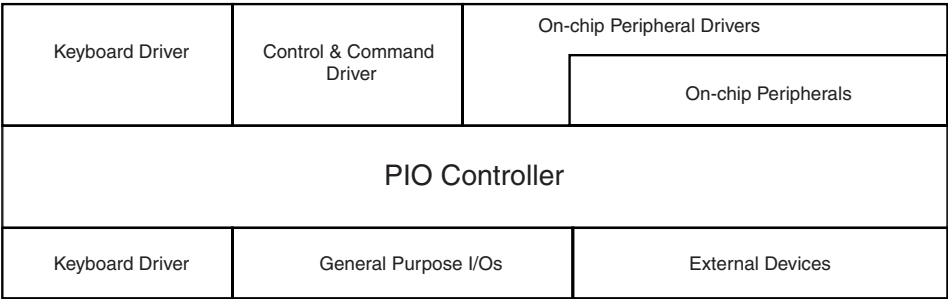 Keyboard Driver
Control & Command
Driver
On-chip Peripheral Drivers
On-chip Peripherals
PIO Controller
Keyboard Driver
General Purpose I/Os
External Devices